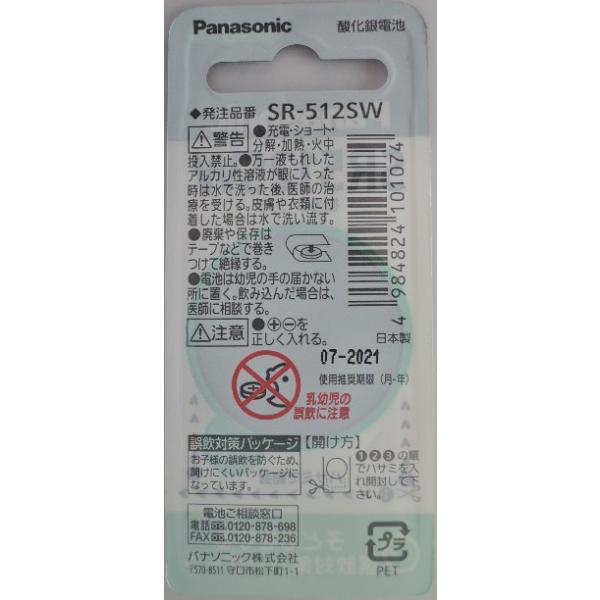 Panasonic 酸化銀電池
◆発注品番 SR-512SW
⚠警告 ●充電・ショート・
分解・加熱・火中
投入禁止。●万一液もれした
アルカリ性溶液が眼に入った
時は水で洗った後、医師の治
療を受ける。皮膚や衣類に付
着した場合は水で洗い流す。
●廃棄や保存は
テープなどで巻き
つけて絶縁する。
●電池は幼児の手の届かない
所に置く。飲み込んだ場合は、
医師に相談する。
⚠注意 ●⊕⊖を
正しく入れる。
4 984824 101074
日本製
07-2021
使用推奨期限 (月-年)
乳幼児の
誤飲に注意
誤飲対策パッケージ
お子様の誤飲を防ぐため、
開けにくいパッケージに
なっています。
【開け方】
❶❷❸の順
でハサミを入
れ開封して下
さい。
電池ご相談窓口
電話 0120-878-698
FAX 0120-878-236
パナソニック株式会社
〒570-8511 守口市松下町1-1
プラ
PET